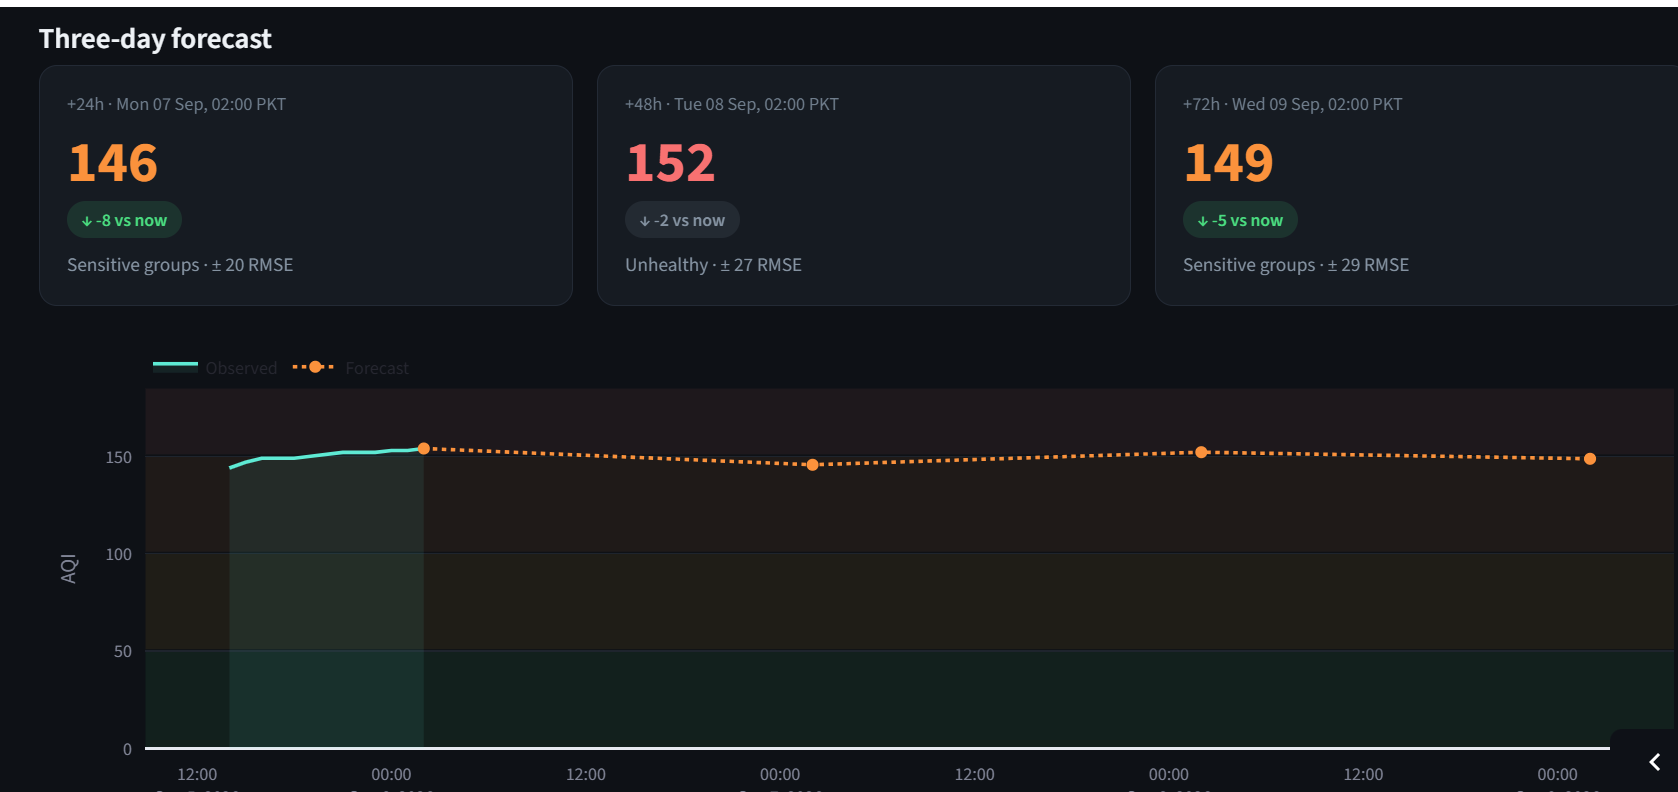 Three-day forecast
+24h · Mon 07 Sep, 02:00 PKT
146
↓ -8 vs now
Sensitive groups · ± 20 RMSE
+48h · Tue 08 Sep, 02:00 PKT
152
↓ -2 vs now
Unhealthy · ± 27 RMSE
+72h · Wed 09 Sep, 02:00 PKT
149
↓ -5 vs now
Sensitive groups · ± 29 RMSE
Observed Forecast
AQI
150
100
50
0
12:00 00:00 12:00 00:00 12:00 00:00 12:00 00:00